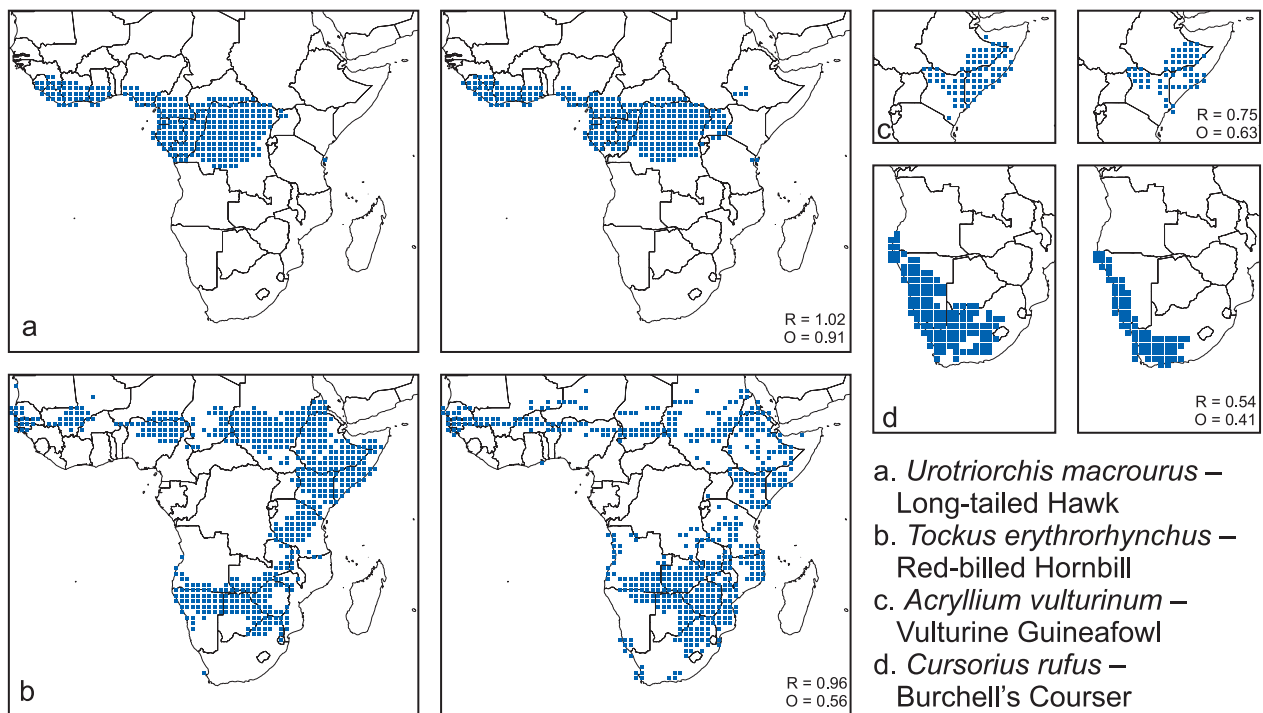 a
R = 1.02
O = 0.91
c
R = 0.75
O = 0.63
d
R = 0.54
O = 0.41
b
R = 0.96
O = 0.56
a. Urotriorchis macrourus –
Long-tailed Hawk
b. Tockus erythrorhynchus –
Red-billed Hornbill
c. Acryllium vulturinum –
Vulturine Guineafowl
d. Cursorius rufus –
Burchell's Courser